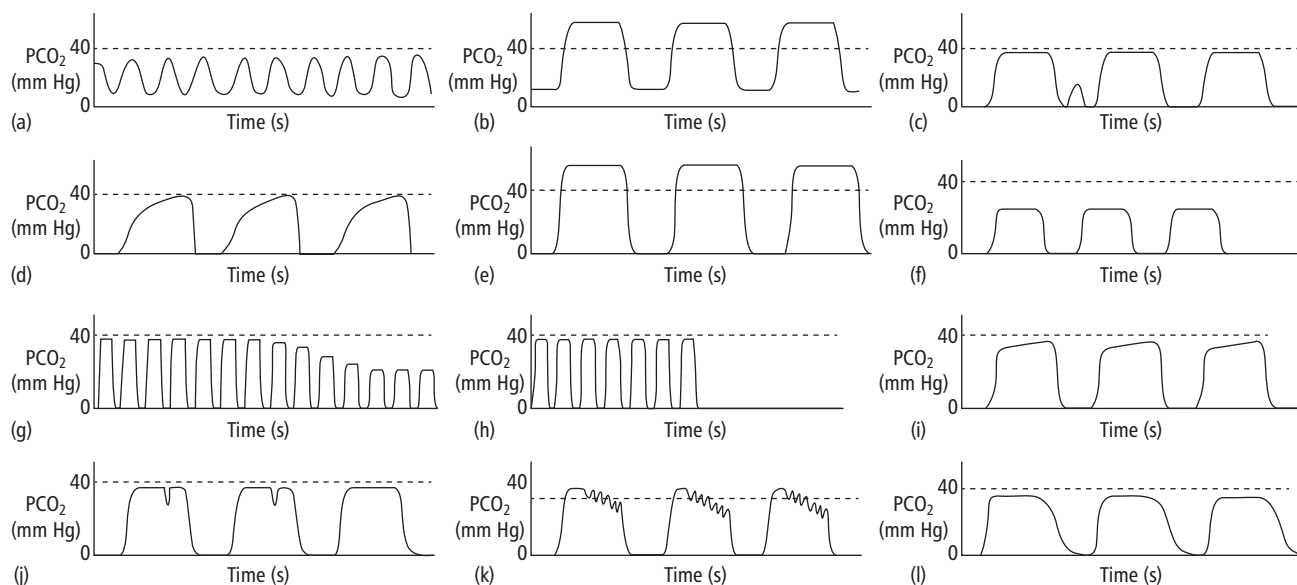 PCO2
(mm Hg)
40
0
(a)
Time (s)
PCO2
(mm Hg)
40
0
(b)
Time (s)
PCO2
(mm Hg)
40
0
(c)
Time (s)
PCO2
(mm Hg)
40
0
(d)
Time (s)
PCO2
(mm Hg)
40
0
(e)
Time (s)
PCO2
(mm Hg)
40
0
(f)
Time (s)
PCO2
(mm Hg)
40
0
(g)
Time (s)
PCO2
(mm Hg)
40
0
(h)
Time (s)
PCO2
(mm Hg)
40
0
(i)
Time (s)
PCO2
(mm Hg)
40
0
(j)
Time (s)
PCO2
(mm Hg)
40
0
(k)
Time (s)
PCO2
(mm Hg)
40
0
(l)
Time (s)